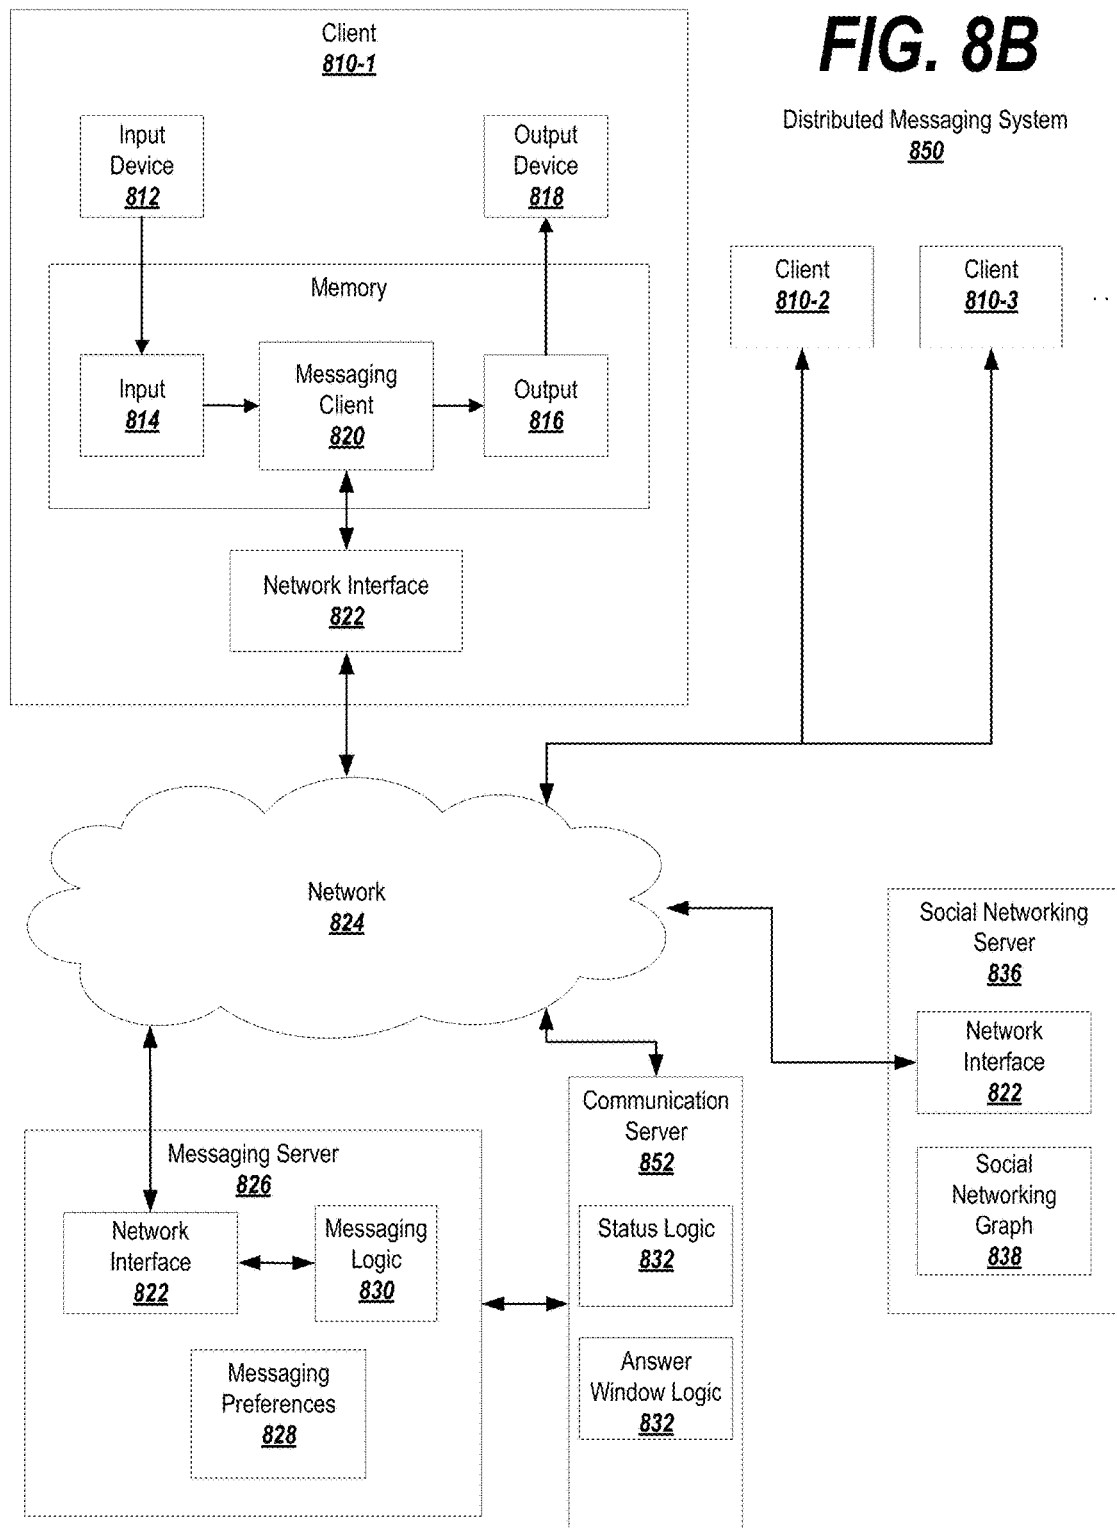 FIG. 8B
Distributed Messaging System
850
Client
810-1
Input
Device
812
Output
Device
818
Memory
Input
814
Messaging
Client
820
Output
816
Network Interface
822
Client
810-2
Client
810-3
. .
Network
824
Social Networking
Server
836
Network
Interface
822
Social
Networking
Graph
838
Messaging Server
826
Network
Interface
822
Messaging
Logic
830
Messaging
Preferences
828
Communication
Server
852
Status Logic
832
Answer
Window Logic
832